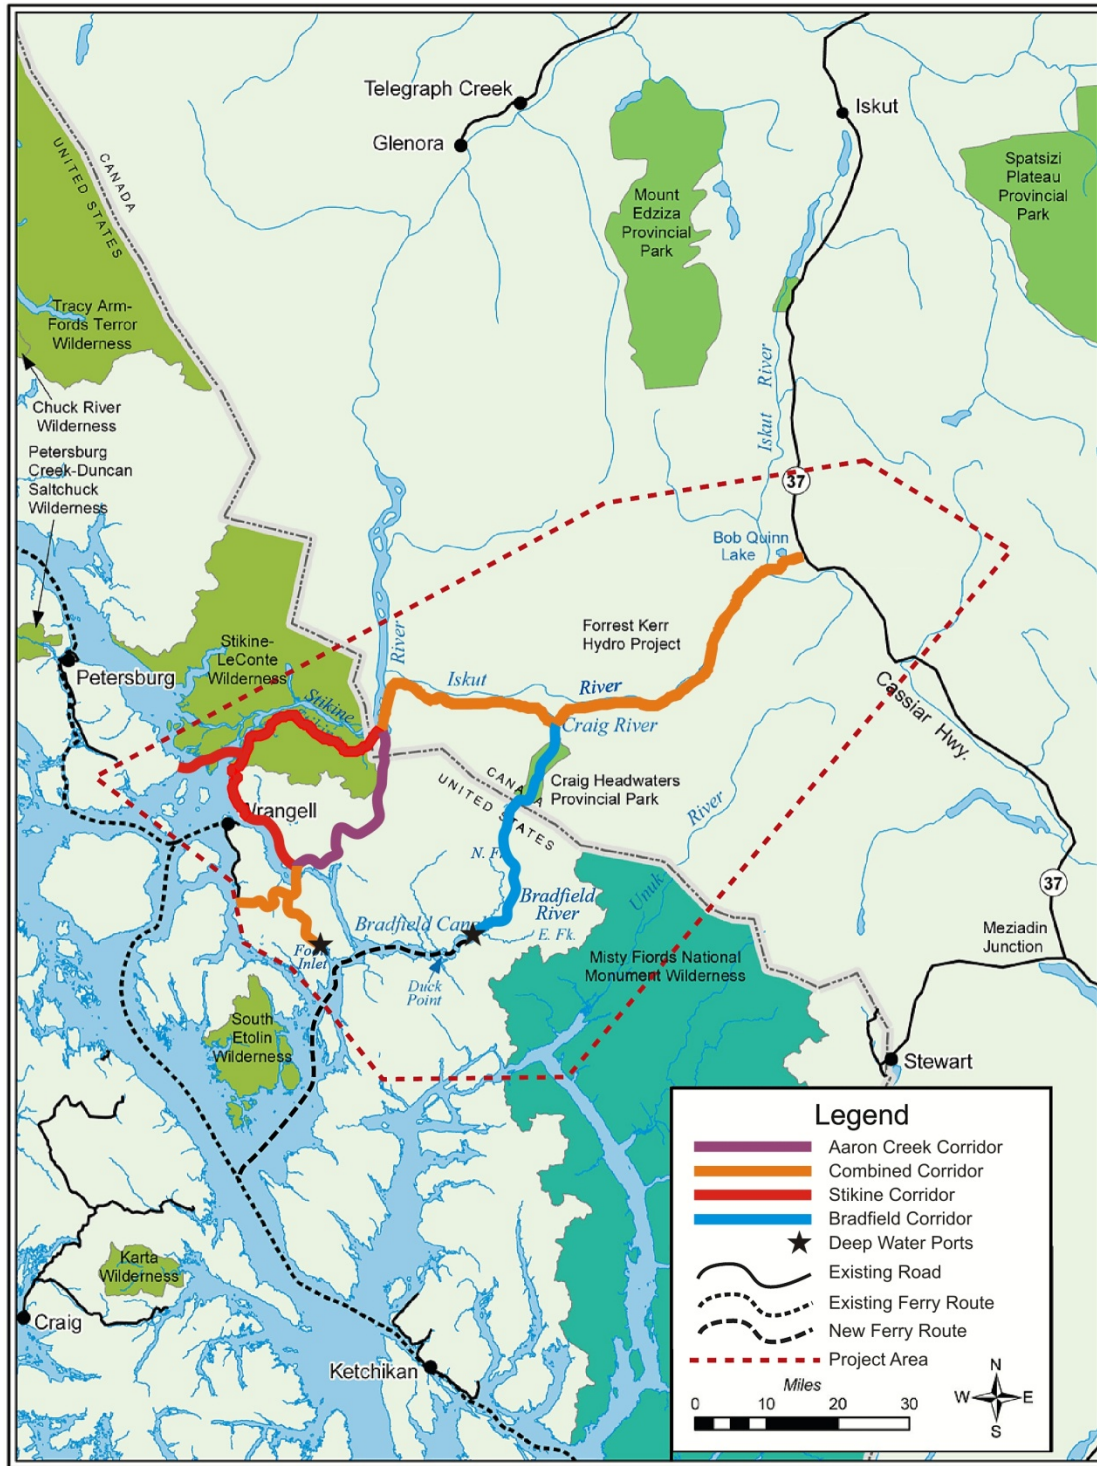 Telegraph Creek
Glenora
Iskut
Spatsizi
Plateau
Provincial
Park
Mount
Edziza
Provincial
Park
CANADA
UNITED STATES
Tracy Arm-
Fords Terror
Wilderness
Chuck River
Wilderness
Petersburg
Creek-Duncan
Saltchuck
Wilderness
Iskut River
37
Bob Quinn
Lake
Forrest Kerr
Hydro Project
Stikine-
LeConte
Wilderness
River
Petersburg
Iskut River
Stikine
Craig River
Cassiar Hwy.
CANADA
UNITED STATES
Craig Headwaters
Provincial Park
Wrangell
River
Unuk
N. F
Bradfield
River
E. Fk.
Bradfield Canal
37
Meziadin
Junction
Misty Fiords National
Monument Wilderness
Inlet
Duck
Point
South
Etolin
Wilderness
Stewart
Karta
Wilderness
Craig
Ketchikan
Legend
Aaron Creek Corridor
Combined Corridor
Stikine Corridor
Bradfield Corridor
Deep Water Ports
Existing Road
Existing Ferry Route
New Ferry Route
Project Area
Miles
0 10 20 30
N
W E
S